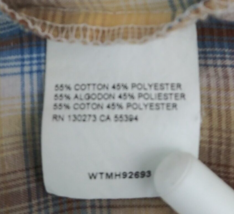 55% COTTON 45% POLYESTER
55% ALGODON 45% POLIESTER
55% COTON 45% POLYESTER
RN 130273 CA 55394
WTMH92693